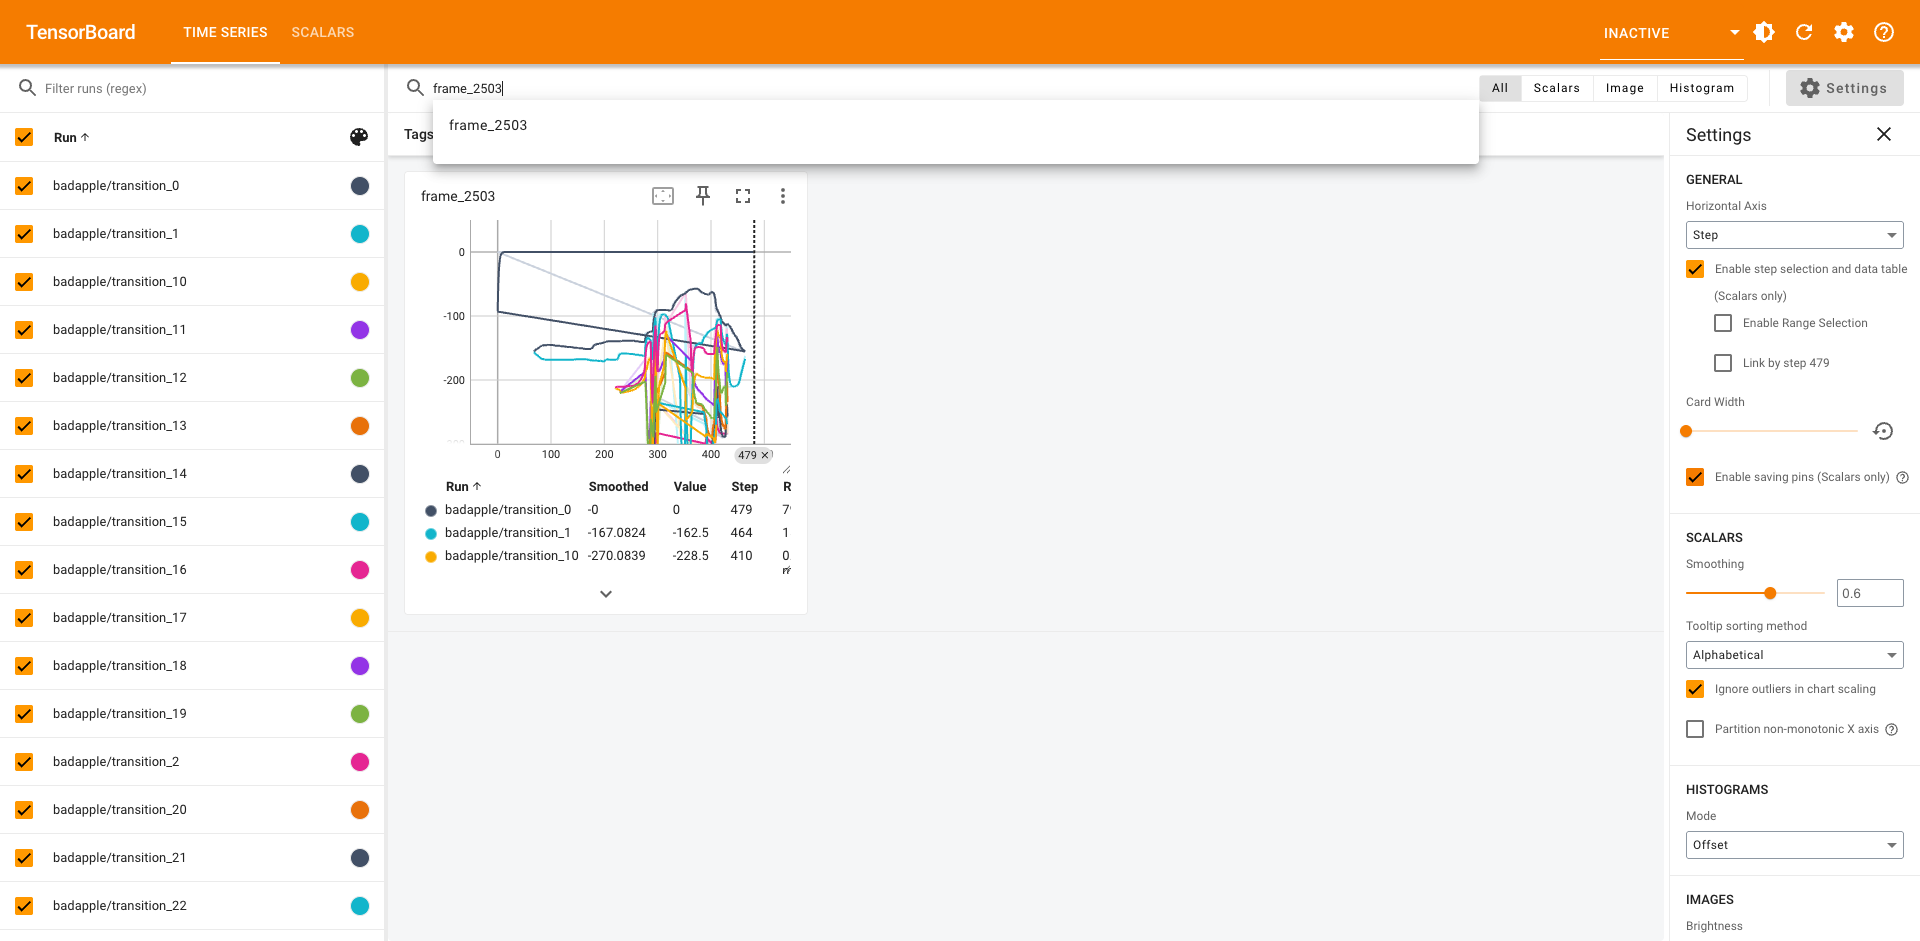 TensorBoard TIME SERIES SCALARS INACTIVE
Filter runs (regex)
Run
badapple/transition_0
badapple/transition_1
badapple/transition_10
badapple/transition_11
badapple/transition_12
badapple/transition_13
badapple/transition_14
badapple/transition_15
badapple/transition_16
badapple/transition_17
badapple/transition_18
badapple/transition_19
badapple/transition_2
badapple/transition_20
badapple/transition_21
badapple/transition_22
frame_2503
frame_2503
All Scalars Image Histogram
Settings
Tags
frame_2503
0
-100
-200
0 100 200 300 400 479
Run Smoothed Value Step R
badapple/transition_0 -0 0 479
badapple/transition_1 -167.0824 -162.5 464 1
badapple/transition_10 -270.0839 -228.5 410 0
Settings
GENERAL
Horizontal Axis
Step
Enable step selection and data table
(Scalars only)
Enable Range Selection
Link by step 479
Card Width
Enable saving pins (Scalars only)
SCALARS
Smoothing
0.6
Tooltip sorting method
Alphabetical
Ignore outliers in chart scaling
Partition non-monotonic X axis
HISTOGRAMS
Mode
Offset
IMAGES
Brightness